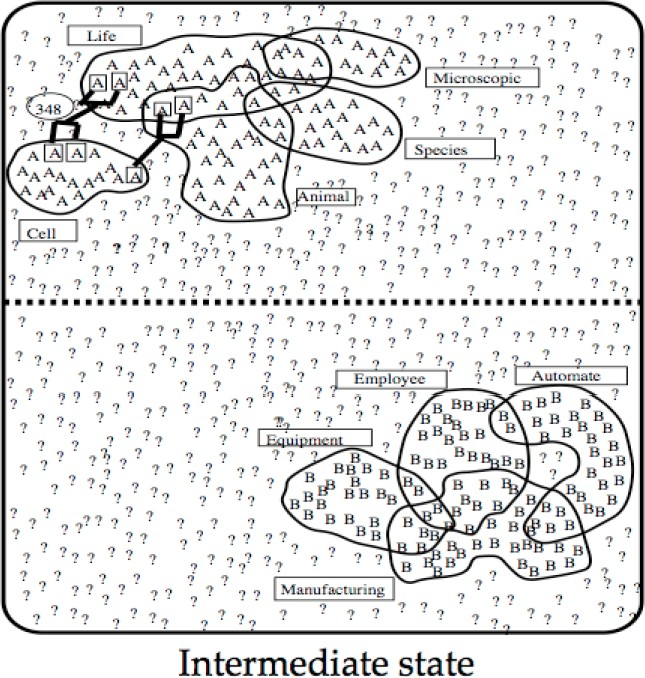 Life
Microscopic
348
Species
Animal
Cell
Employee
Automate
Equipment
Manufacturing
Intermediate state